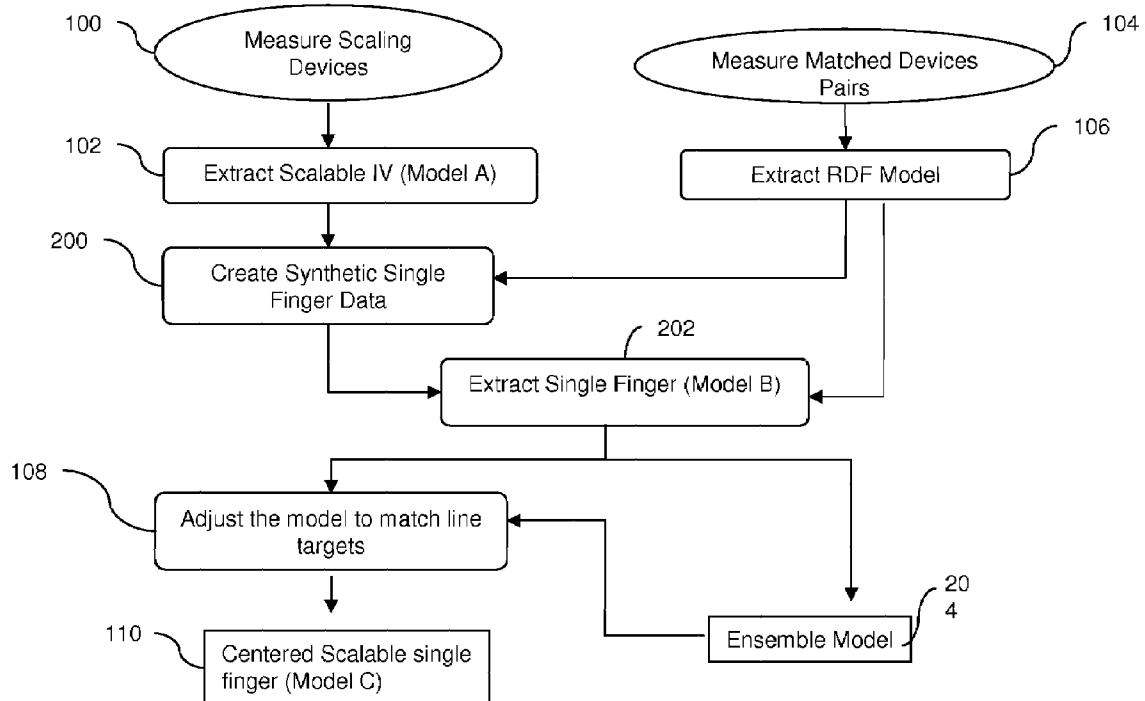 100
Measure Scaling
Devices
104
Measure Matched Devices
Pairs
102
Extract Scalable IV (Model A)
106
Extract RDF Model
200
Create Synthetic Single
Finger Data
202
Extract Single Finger (Model B)
108
Adjust the model to match line
targets
20
4
Ensemble Model
110
Centered Scalable single
finger (Model C)